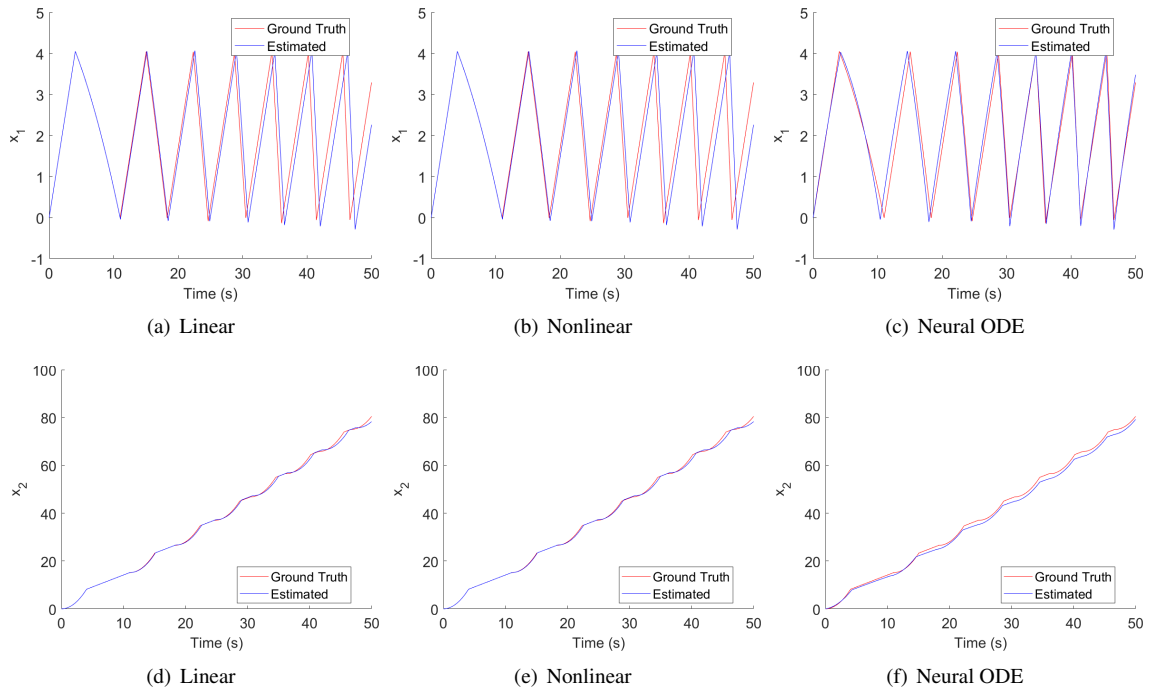 Ground Truth
Estimated
5
4
3
2
1
0
-1
x1
0 10 20 30 40 50
Time (s)
(a) Linear
Ground Truth
Estimated
5
4
3
2
1
0
-1
x1
0 10 20 30 40 50
Time (s)
(b) Nonlinear
Ground Truth
Estimated
5
4
3
2
1
0
-1
x1
0 10 20 30 40 50
Time (s)
(c) Neural ODE
100
80
60
40
20
0
x2
Ground Truth
Estimated
0 10 20 30 40 50
Time (s)
(d) Linear
100
80
60
40
20
0
x2
Ground Truth
Estimated
0 10 20 30 40 50
Time (s)
(e) Nonlinear
100
80
60
40
20
0
x2
Ground Truth
Estimated
0 10 20 30 40 50
Time (s)
(f) Neural ODE